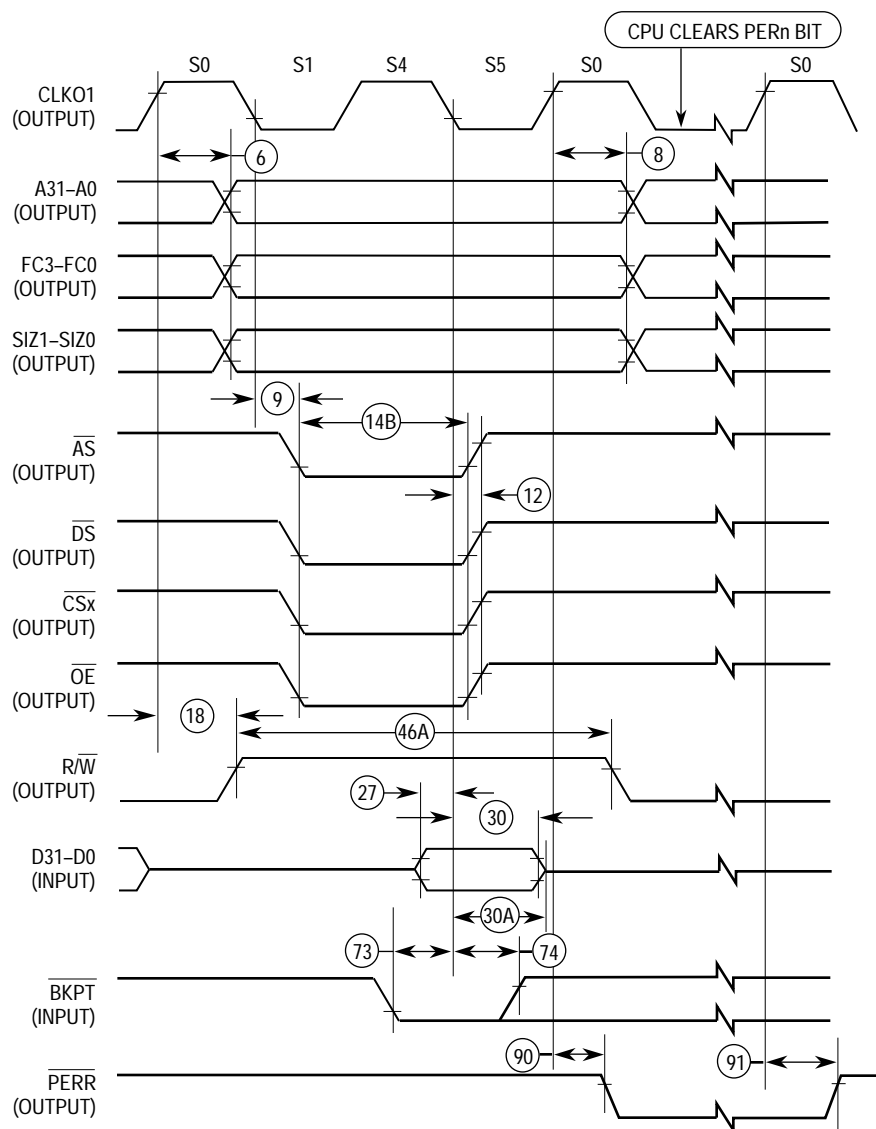 CPU CLEARS PERn BIT
S0 S1 S4 S5 S0 S0
CLKO1
(OUTPUT)
6 8
A31–A0
(OUTPUT)
FC3–FC0
(OUTPUT)
SIZ1–SIZ0
(OUTPUT)
9
14B
AS
(OUTPUT)
12
DS
(OUTPUT)
CSx
(OUTPUT)
OE
(OUTPUT)
18
46A
R/W
(OUTPUT)
27
30
D31–D0
(INPUT)
30A
73 74
BKPT
(INPUT)
90 91
PERR
(OUTPUT)